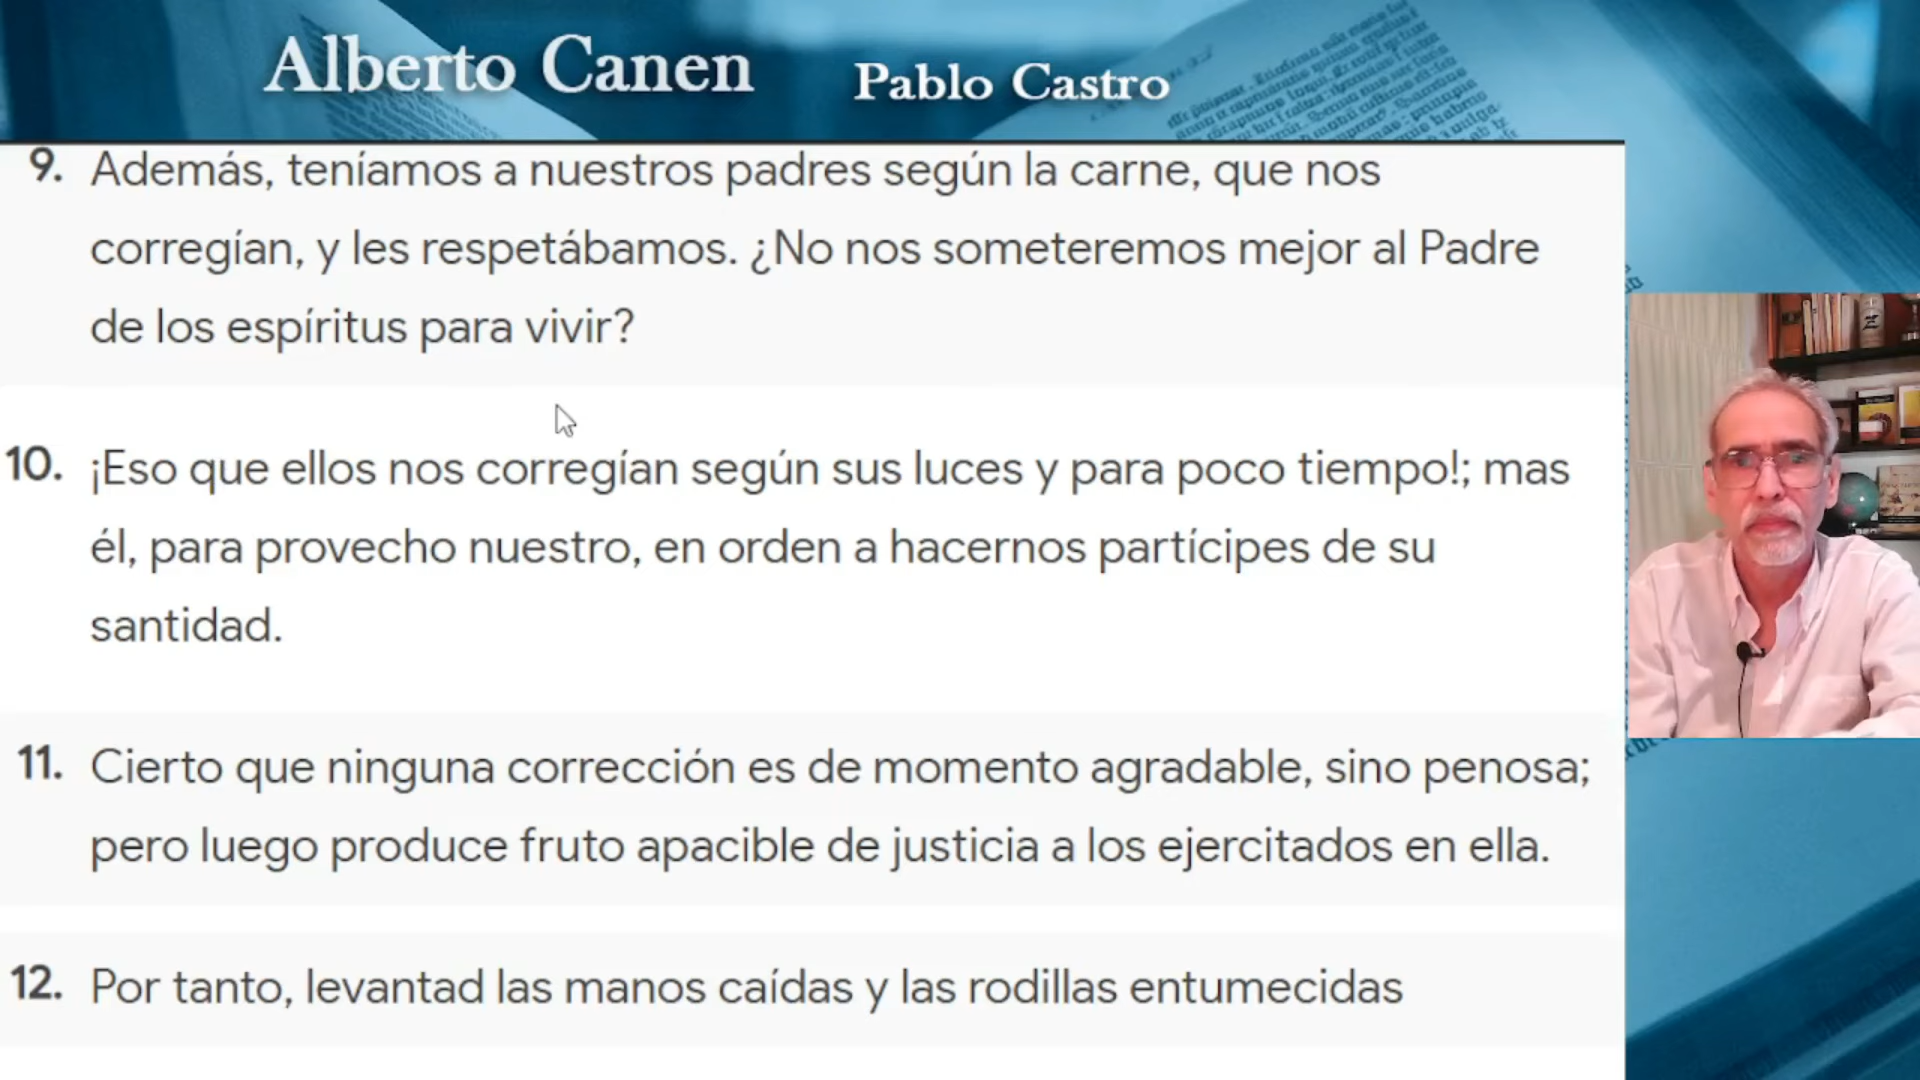 Alberto Canen
Pablo Castro
9. Además, teníamos a nuestros padres según la carne, que nos
corregían, y les respetábamos. ¿No nos someteremos mejor al Padre
de los espíritus para vivir?
10. ¡Eso que ellos nos corregían según sus luces y para poco tiempo!; mas
él, para provecho nuestro, en orden a hacernos partícipes de su
santidad.
11. Cierto que ninguna corrección es de momento agradable, sino penosa;
pero luego produce fruto apacible de justicia a los ejercitados en ella.
12. Por tanto, levantad las manos caídas y las rodillas entumecidas